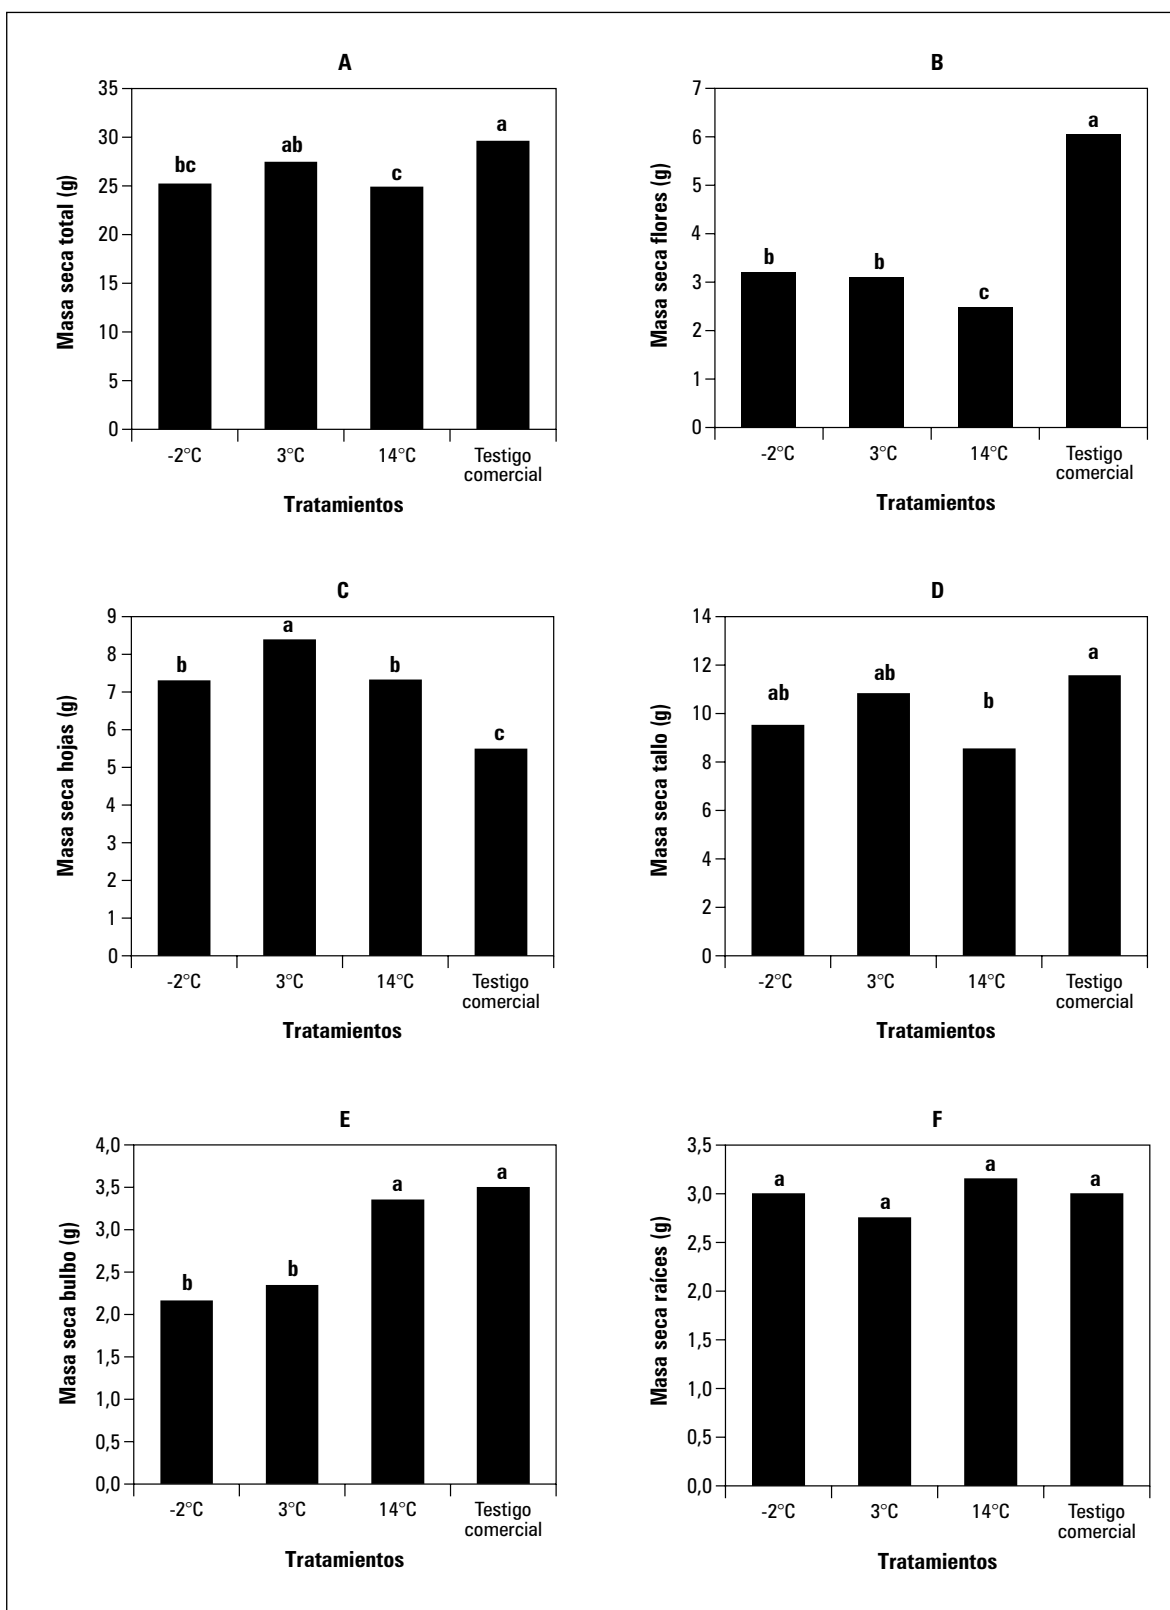 A
Masa seca total (g)
35
30
25
20
15
10
5
0
bc
ab
c
a
-2°C
3°C
14°C
Testigo
comercial
Tratamientos
B
Masa seca flores (g)
7
6
5
4
3
2
1
0
b
b
c
a
-2°C
3°C
14°C
Testigo
comercial
Tratamientos
C
Masa seca hojas (g)
9
8
7
6
5
4
3
2
1
0
b
a
b
c
-2°C
3°C
14°C
Testigo
comercial
Tratamientos
D
Masa seca tallo (g)
14
12
10
8
6
4
2
0
ab
ab
b
a
-2°C
3°C
14°C
Testigo
comercial
Tratamientos
E
Masa seca bulbo (g)
4,0
3,5
3,0
2,5
2,0
1,5
1,0
0,5
0,0
b
b
a
a
-2°C
3°C
14°C
Testigo
comercial
Tratamientos
F
Masa seca raíces (g)
3,5
3,0
2,5
2,0
1,5
1,0
0,5
0,0
a
a
a
a
-2°C
3°C
14°C
Testigo
comercial
Tratamientos